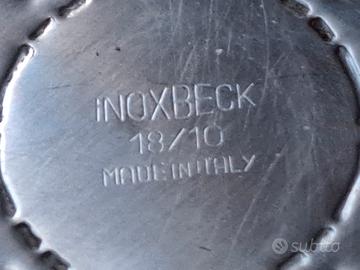 iNOXBECK
18/10
MADE IN ITALY
subito